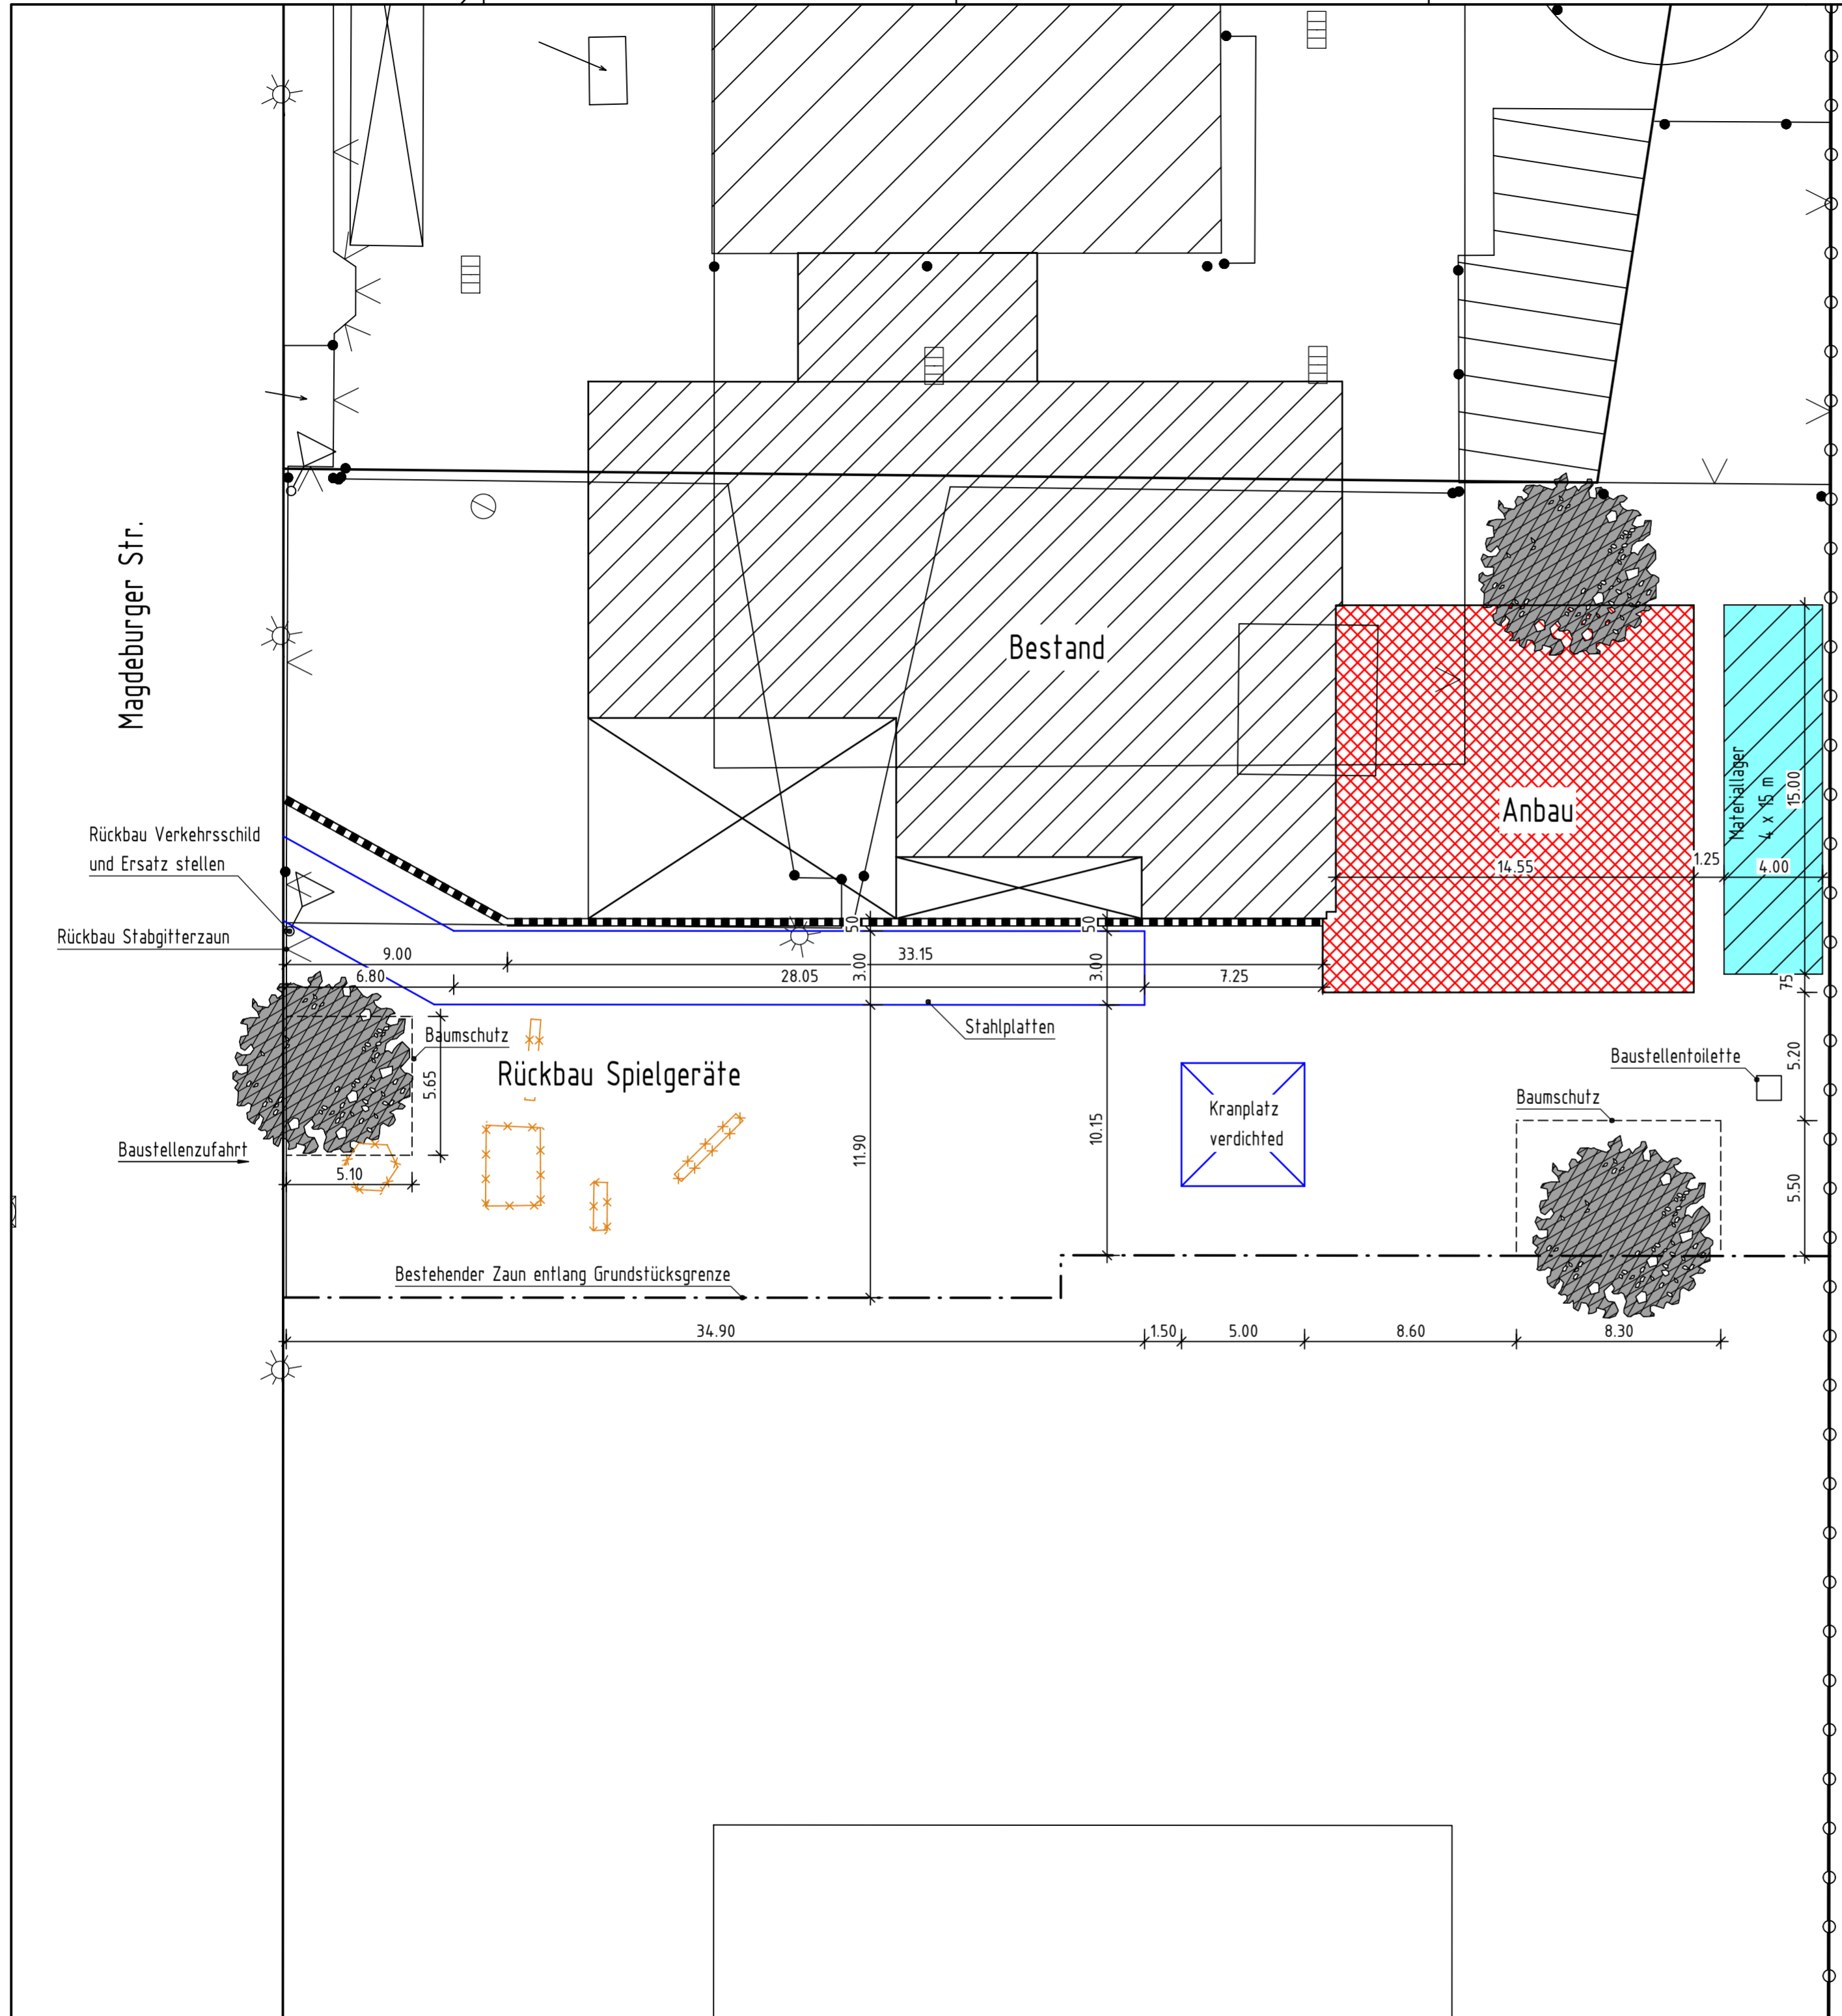 Magdeburger Str.
Bestand
Anbau
Materiallager
4 x 15 m
15.00
14.55
1.25
4.00
Rückbau Verkehrsschild
und Ersatz stellen
Rückbau Stabgitterzaun
50
50
9.00
33.15
3.00
3.00
6.80
28.05
7.25
75
Stahlplatten
Baumschutz
Rückbau Spielgeräte
5.65
Baustellentoilette
5.20
Baumschutz
Kranplatz
verdichted
10.15
11.90
Baustellenzufahrt
5.10
5.50
Bestehender Zaun entlang Grundstücksgrenze
34.90
1.50
5.00
8.60
8.30